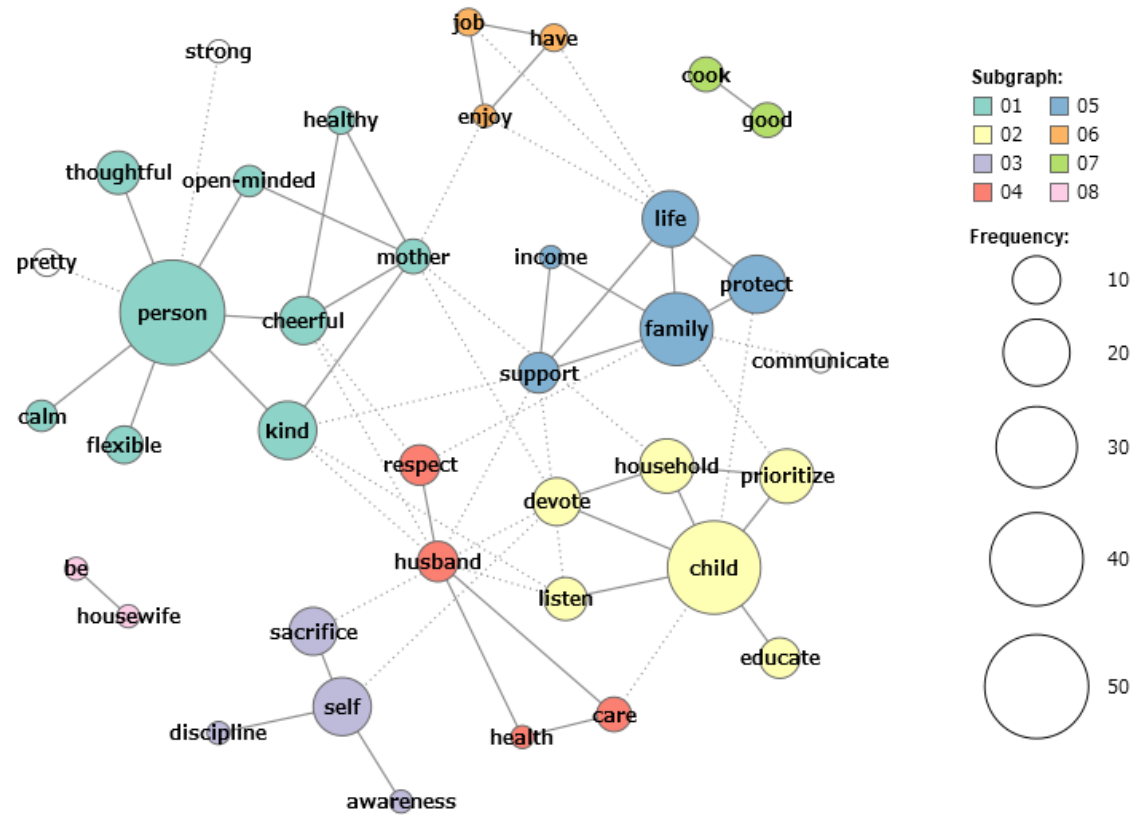 job
have
strong
cook
good
enjoy
healthy
thoughtful
open-minded
life
pretty
mother
income
protect
person
cheerful
family
communicate
support
calm
flexible
kind
respect
household
prioritize
devote
husband
child
be
listen
housewife
sacrifice
educate
self
care
discipline
health
awareness
Subgraph:
01 05
02 06
03 07
04 08
Frequency:
10
20
30
40
50